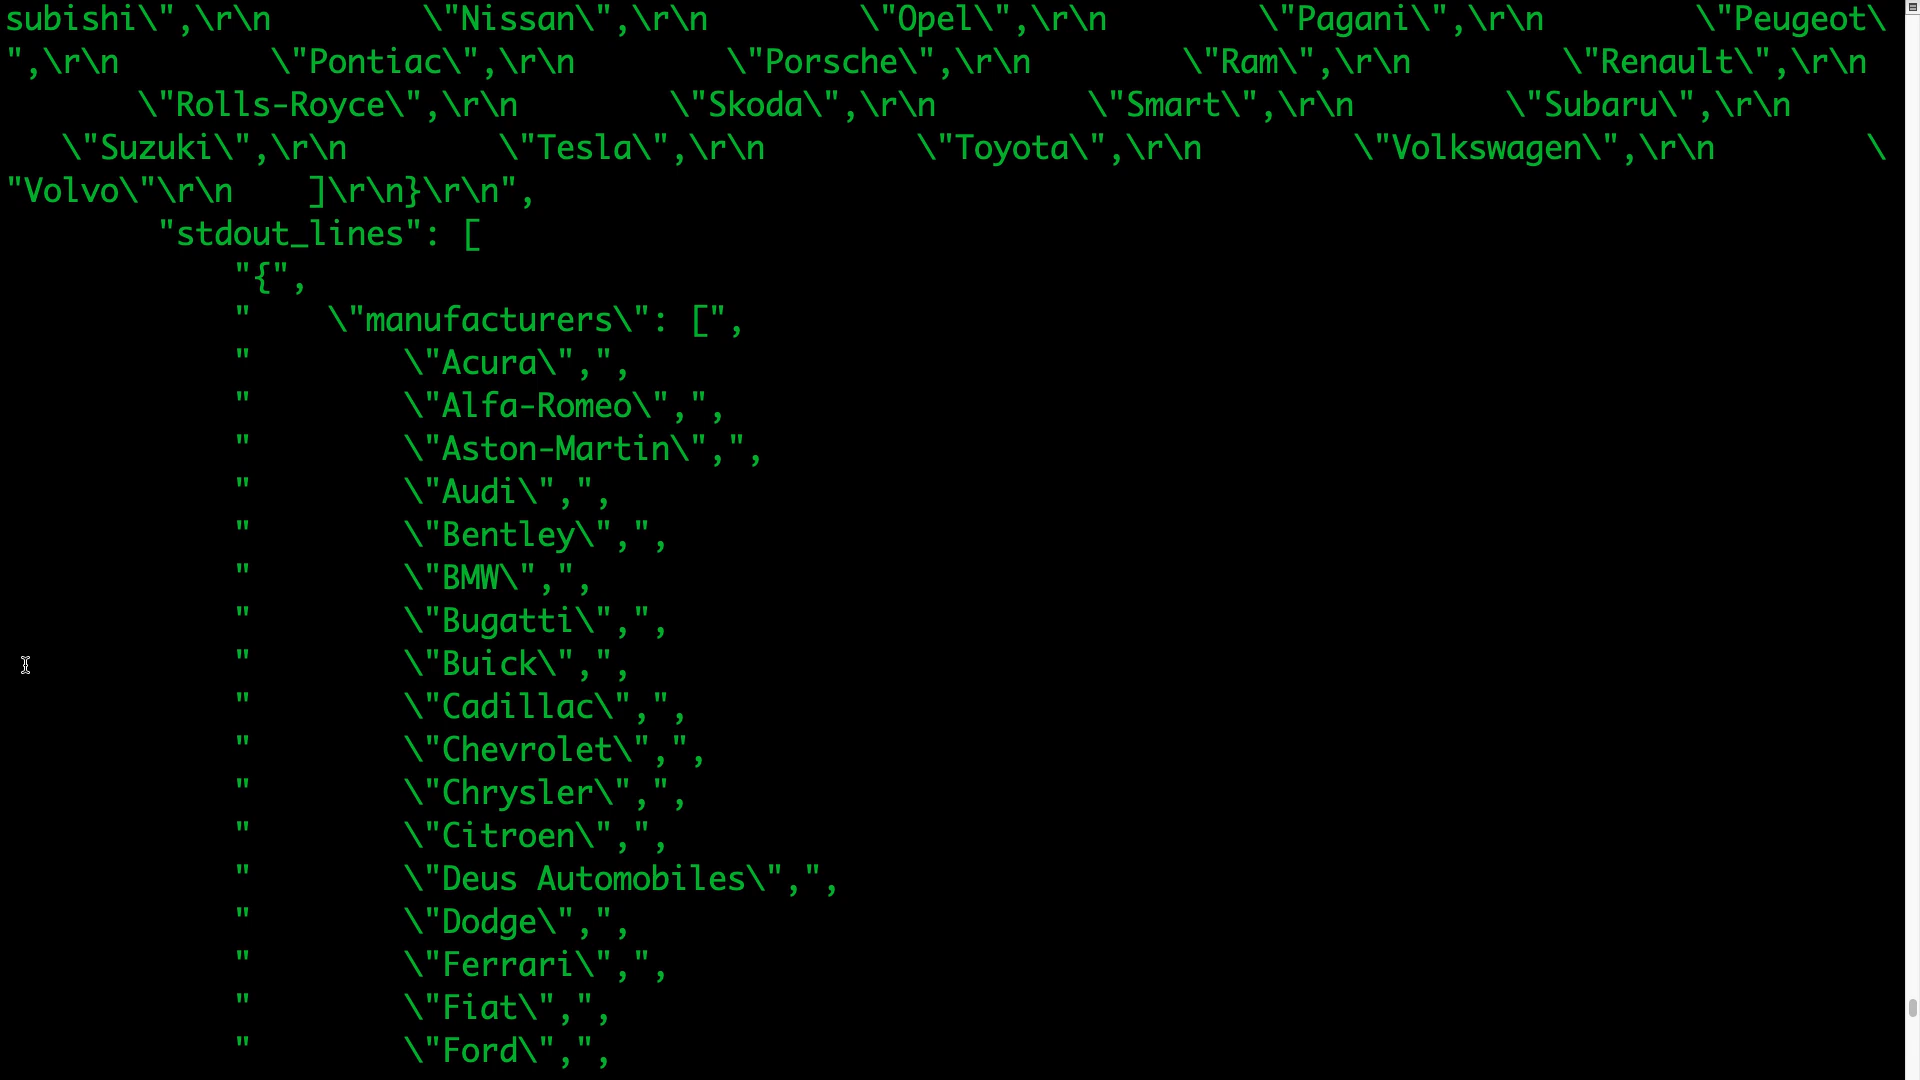 subishi\",\r\n        \"Nissan\",\r\n        \"Opel\",\r\n        \"Pagani\",\r\n        \"Peugeot\
",\r\n        \"Pontiac\",\r\n        \"Porsche\",\r\n        \"Ram\",\r\n        \"Renault\",\r\n
       \"Rolls-Royce\",\r\n        \"Skoda\",\r\n        \"Smart\",\r\n        \"Subaru\",\r\n
   \"Suzuki\",\r\n        \"Tesla\",\r\n        \"Toyota\",\r\n        \"Volkswagen\",\r\n        \
"Volvo\"\r\n    ]\r\n}\r\n",
        "stdout_lines": [
            "{",
            "    \"manufacturers\": [",
            "        \"Acura\",",
            "        \"Alfa-Romeo\",",
            "        \"Aston-Martin\",",
            "        \"Audi\",",
            "        \"Bentley\",",
            "        \"BMW\",",
            "        \"Bugatti\",",
            "        \"Buick\",",
            "        \"Cadillac\",",
            "        \"Chevrolet\",",
            "        \"Chrysler\",",
            "        \"Citroen\",",
            "        \"Deus Automobiles\",",
            "        \"Dodge\",",
            "        \"Ferrari\",",
            "        \"Fiat\",",
            "        \"Ford\",",